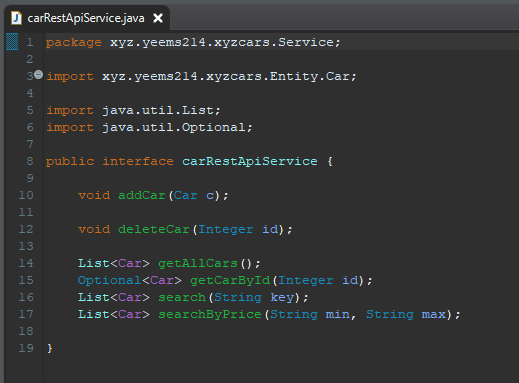 carRestApiService.java
1 package xyz.yeems214.xyzcars.Service;
2
3 import xyz.yeems214.xyzcars.Entity.Car;
4
5 import java.util.List;
6 import java.util.Optional;
7
8 public interface carRestApiService {
9
10     void addCar(Car c);
11
12     void deleteCar(Integer id);
13
14     List<Car> getAllCars();
15     Optional<Car> getCarById(Integer id);
16     List<Car> search(String key);
17     List<Car> searchByPrice(String min, String max);
18
19 }